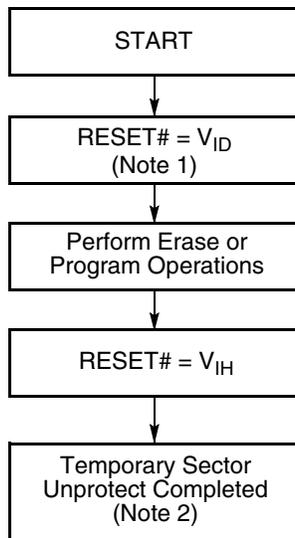 START
RESET# = VID
(Note 1)
Perform Erase or
Program Operations
RESET# = VIH
Temporary Sector
Unprotect Completed
(Note 2)